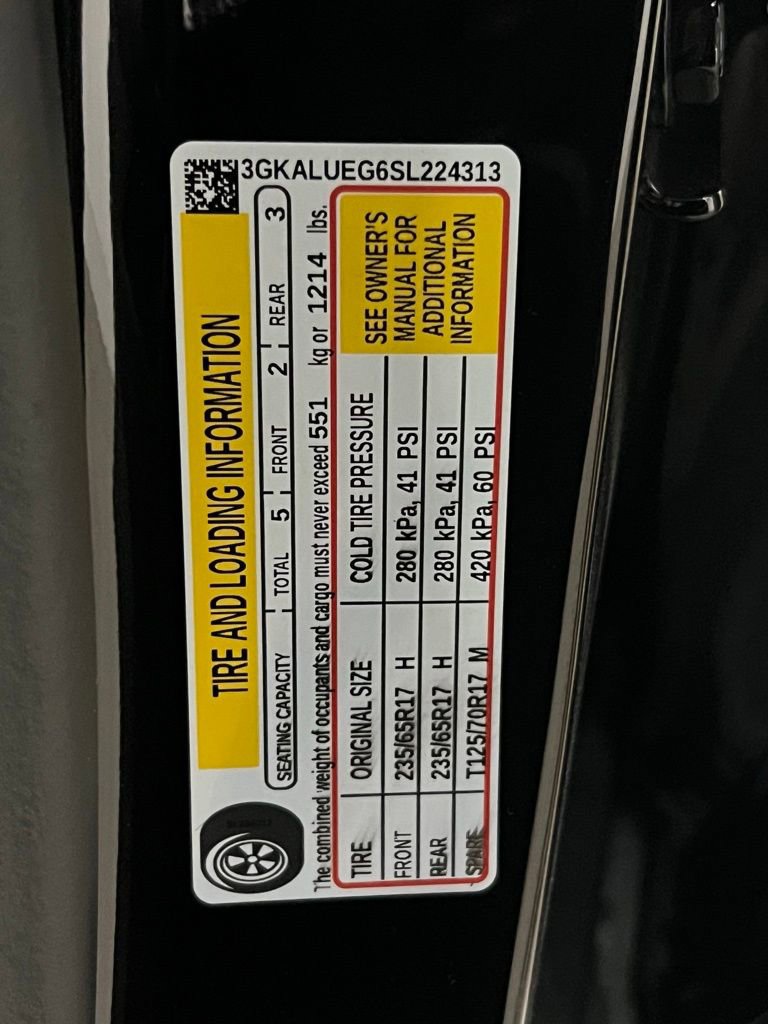 3GKALUEG6SL224313
TIRE AND LOADING INFORMATION
SEATING CAPACITY TOTAL 5 FRONT 2 REAR 3
The combined weight of occupants and cargo must never exceed 551 kg or 1214 lbs.
TIRE ORIGINAL SIZE COLD TIRE PRESSURE
FRONT 235/65R17 H 280 kPa, 41 PSI
REAR 235/65R17 H 280 kPa, 41 PSI
SPARE T125/70R17 M 420 kPa, 60 PSI
SEE OWNER'S
MANUAL FOR
ADDITIONAL
INFORMATION